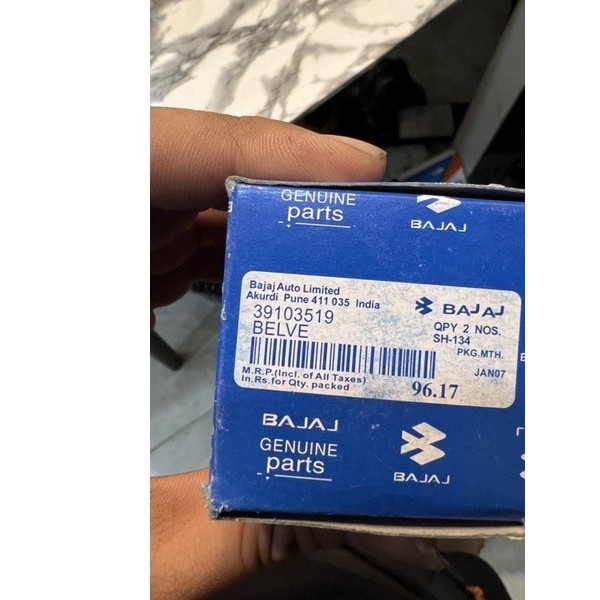 GENUINE
parts
BAJAJ
Bajaj Auto Limited
Akurdi Pune 411 035 India
BAJAJ
39103519
BELVE
QPY 2 NOS.
SH-134
PKG.MTH.
JAN07
M.R.P.(Incl. of All Taxes)
In.Rs.for Qty. packed
96.17
BAJAJ
GENUINE
parts
BAJAJ